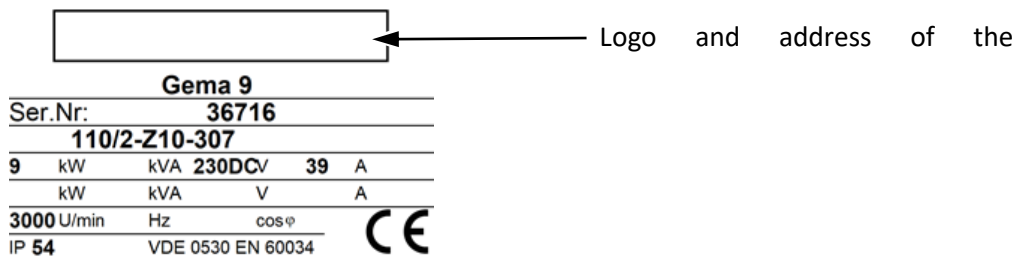 Logo and address of the
Gema 9
Ser.Nr: 36716
110/2-Z10-307
9 kW kVA 230DCV 39 A
kW kVA V A
3000 U/min Hz cosφ
IP 54 VDE 0530 EN 60034 CE